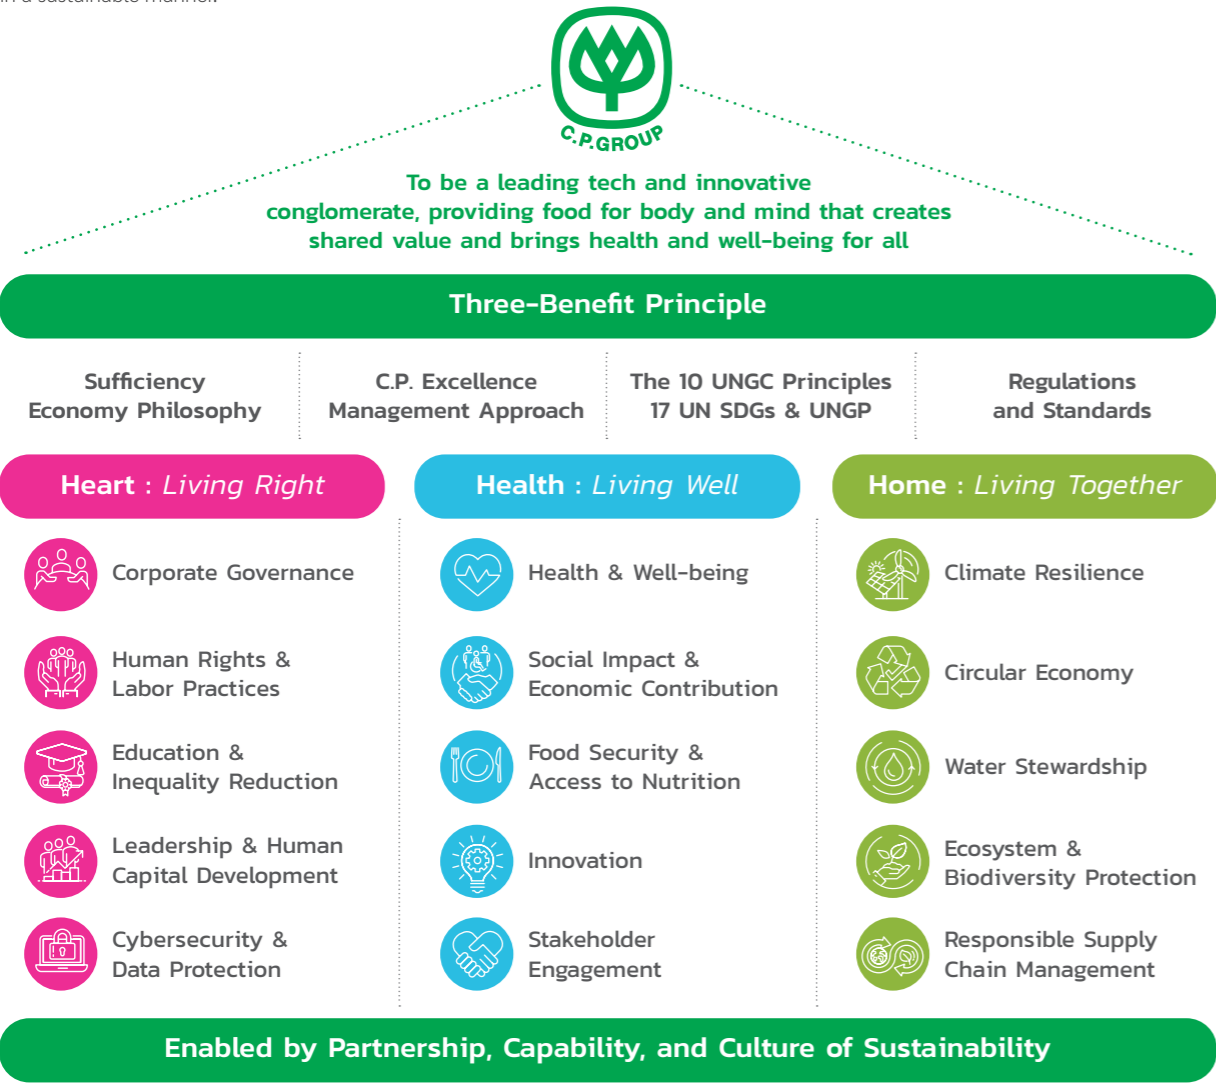 in a sustainable manner.
C.P.GROUP
To be a leading tech and innovative
conglomerate, providing food for body and mind that creates
shared value and brings health and well-being for all
Three-Benefit Principle
Sufficiency
Economy Philosophy
C.P. Excellence
Management Approach
The 10 UNGC Principles
17 UN SDGs & UNGP
Regulations
and Standards
Heart : Living Right
Corporate Governance
Human Rights &
Labor Practices
Education &
Inequality Reduction
Leadership & Human
Capital Development
Cybersecurity &
Data Protection
Health : Living Well
Health & Well-being
Social Impact &
Economic Contribution
Food Security &
Access to Nutrition
Innovation
Stakeholder
Engagement
Home : Living Together
Climate Resilience
Circular Economy
Water Stewardship
Ecosystem &
Biodiversity Protection
Responsible Supply
Chain Management
Enabled by Partnership, Capability, and Culture of Sustainability